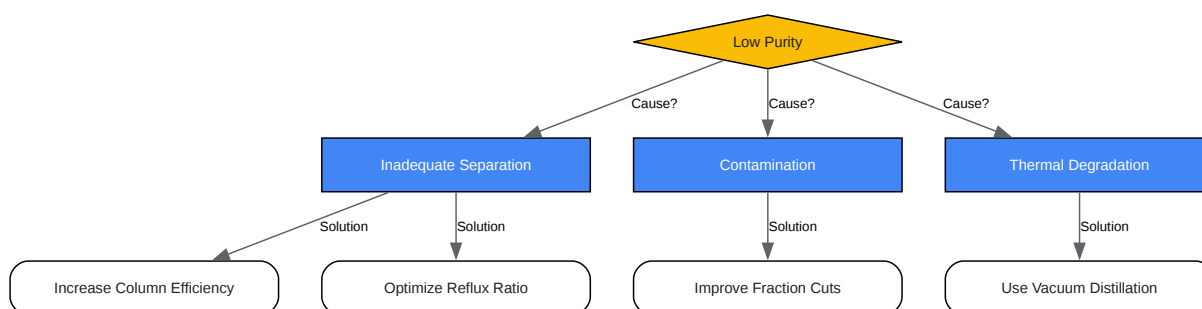 Low Purity
Cause?
Cause?
Cause?
Inadequate Separation
Contamination
Thermal Degradation
Solution
Solution
Solution
Solution
Increase Column Efficiency
Optimize Reflux Ratio
Improve Fraction Cuts
Use Vacuum Distillation